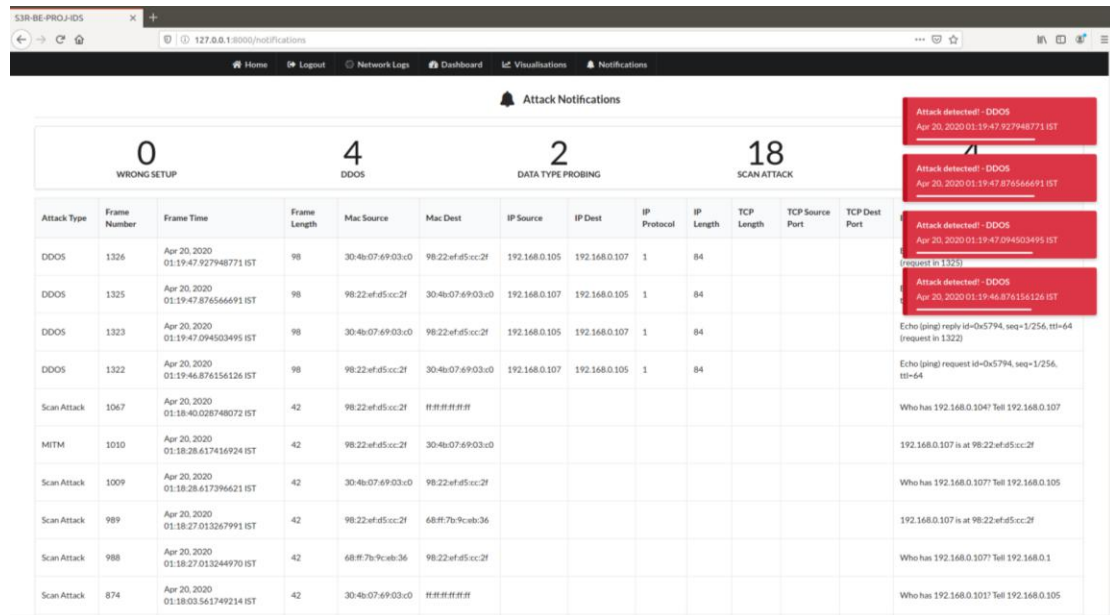 S3R-BE-PROJ-IDS
127.0.0.1:8000/notifications
Home Logout Network Logs Dashboard Visualisations Notifications
Attack Notifications
0
WRONG SETUP
4
DDOS
2
DATA TYPE PROBING
18
SCAN ATTACK
Attack detected! - DDOS
Apr 20, 2020 01:19:47.927948771 IST
Attack detected! - DDOS
Apr 20, 2020 01:19:47.876566691 IST
Attack detected! - DDOS
Apr 20, 2020 01:19:47.094503495 IST
Attack detected! - DDOS
Apr 20, 2020 01:19:46.876156126 IST
Attack Type Frame Number Frame Time Frame Length Mac Source Mac Dest IP Source IP Dest IP Protocol IP Length TCP Length TCP Source Port TCP Dest Port
DDOS 1326 Apr 20, 2020 01:19:47.927948771 IST 98 30:4b:07:69:03:c0 98:22:ef:d5:cc:2f 192.168.0.105 192.168.0.107 1 84 (request in 1325)
DDOS 1325 Apr 20, 2020 01:19:47.876566691 IST 98 98:22:ef:d5:cc:2f 30:4b:07:69:03:c0 192.168.0.107 192.168.0.105 1 84
DDOS 1323 Apr 20, 2020 01:19:47.094503495 IST 98 30:4b:07:69:03:c0 98:22:ef:d5:cc:2f 192.168.0.105 192.168.0.107 1 84 Echo (ping) reply id=0x5794, seq=1/256, ttl=64 (request in 1322)
DDOS 1322 Apr 20, 2020 01:19:46.876156126 IST 98 98:22:ef:d5:cc:2f 30:4b:07:69:03:c0 192.168.0.107 192.168.0.105 1 84 Echo (ping) request id=0x5794, seq=1/256, ttl=64
Scan Attack 1067 Apr 20, 2020 01:18:40.028748072 IST 42 98:22:ef:d5:cc:2f ff:ff:ff:ff:ff:ff Who has 192.168.0.104? Tell 192.168.0.107
MITM 1010 Apr 20, 2020 01:18:28.617416924 IST 42 98:22:ef:d5:cc:2f 30:4b:07:69:03:c0 192.168.0.107 is at 98:22:ef:d5:cc:2f
Scan Attack 1009 Apr 20, 2020 01:18:28.617396621 IST 42 30:4b:07:69:03:c0 98:22:ef:d5:cc:2f Who has 192.168.0.107? Tell 192.168.0.105
Scan Attack 989 Apr 20, 2020 01:18:27.013267991 IST 42 98:22:ef:d5:cc:2f 68:ff:7b:9c:eb:36 192.168.0.107 is at 98:22:ef:d5:cc:2f
Scan Attack 988 Apr 20, 2020 01:18:27.013244970 IST 42 68:ff:7b:9c:eb:36 98:22:ef:d5:cc:2f Who has 192.168.0.107? Tell 192.168.0.1
Scan Attack 874 Apr 20, 2020 01:18:03.561749214 IST 42 30:4b:07:69:03:c0 ff:ff:ff:ff:ff:ff Who has 192.168.0.101? Tell 192.168.0.105